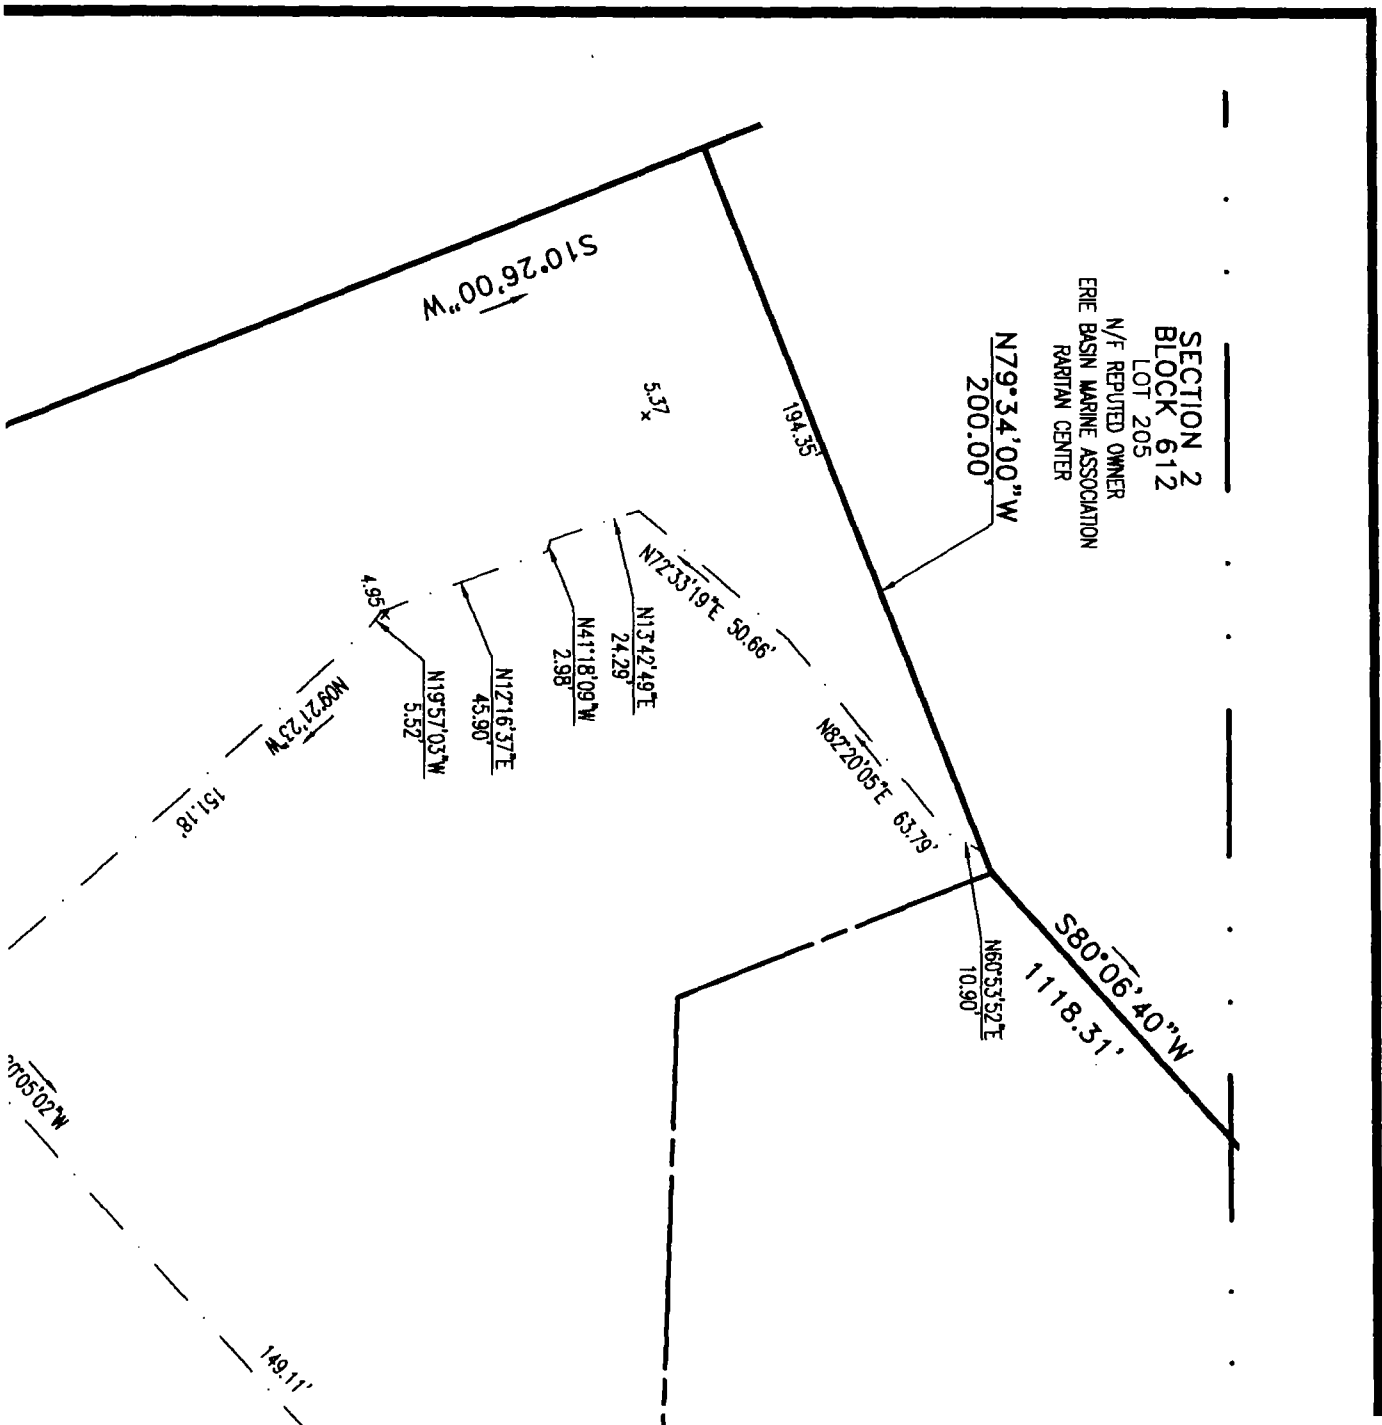 SECTION 2
BLOCK 612
LOT 205
N/F REPUTED OWNER
ERIE BASIN MARINE ASSOCIATION
RARITAN CENTER
N79°34'00"W
200.00'
194.35'
S10°26'00"W
5.37
x
N72°33'19"E 50.66'
N82°20'05"E 63.79'
N13°42'49"E
24.29'
N41°18'09"W
2.98'
N12°16'37"E
45.90'
N19°57'03"W
5.52'
4.95
x
N09°21'23"W
151.18'
N60°53'52"E
10.90'
S80°06'40"W
1118.31'
0°05'02"W
149.11'